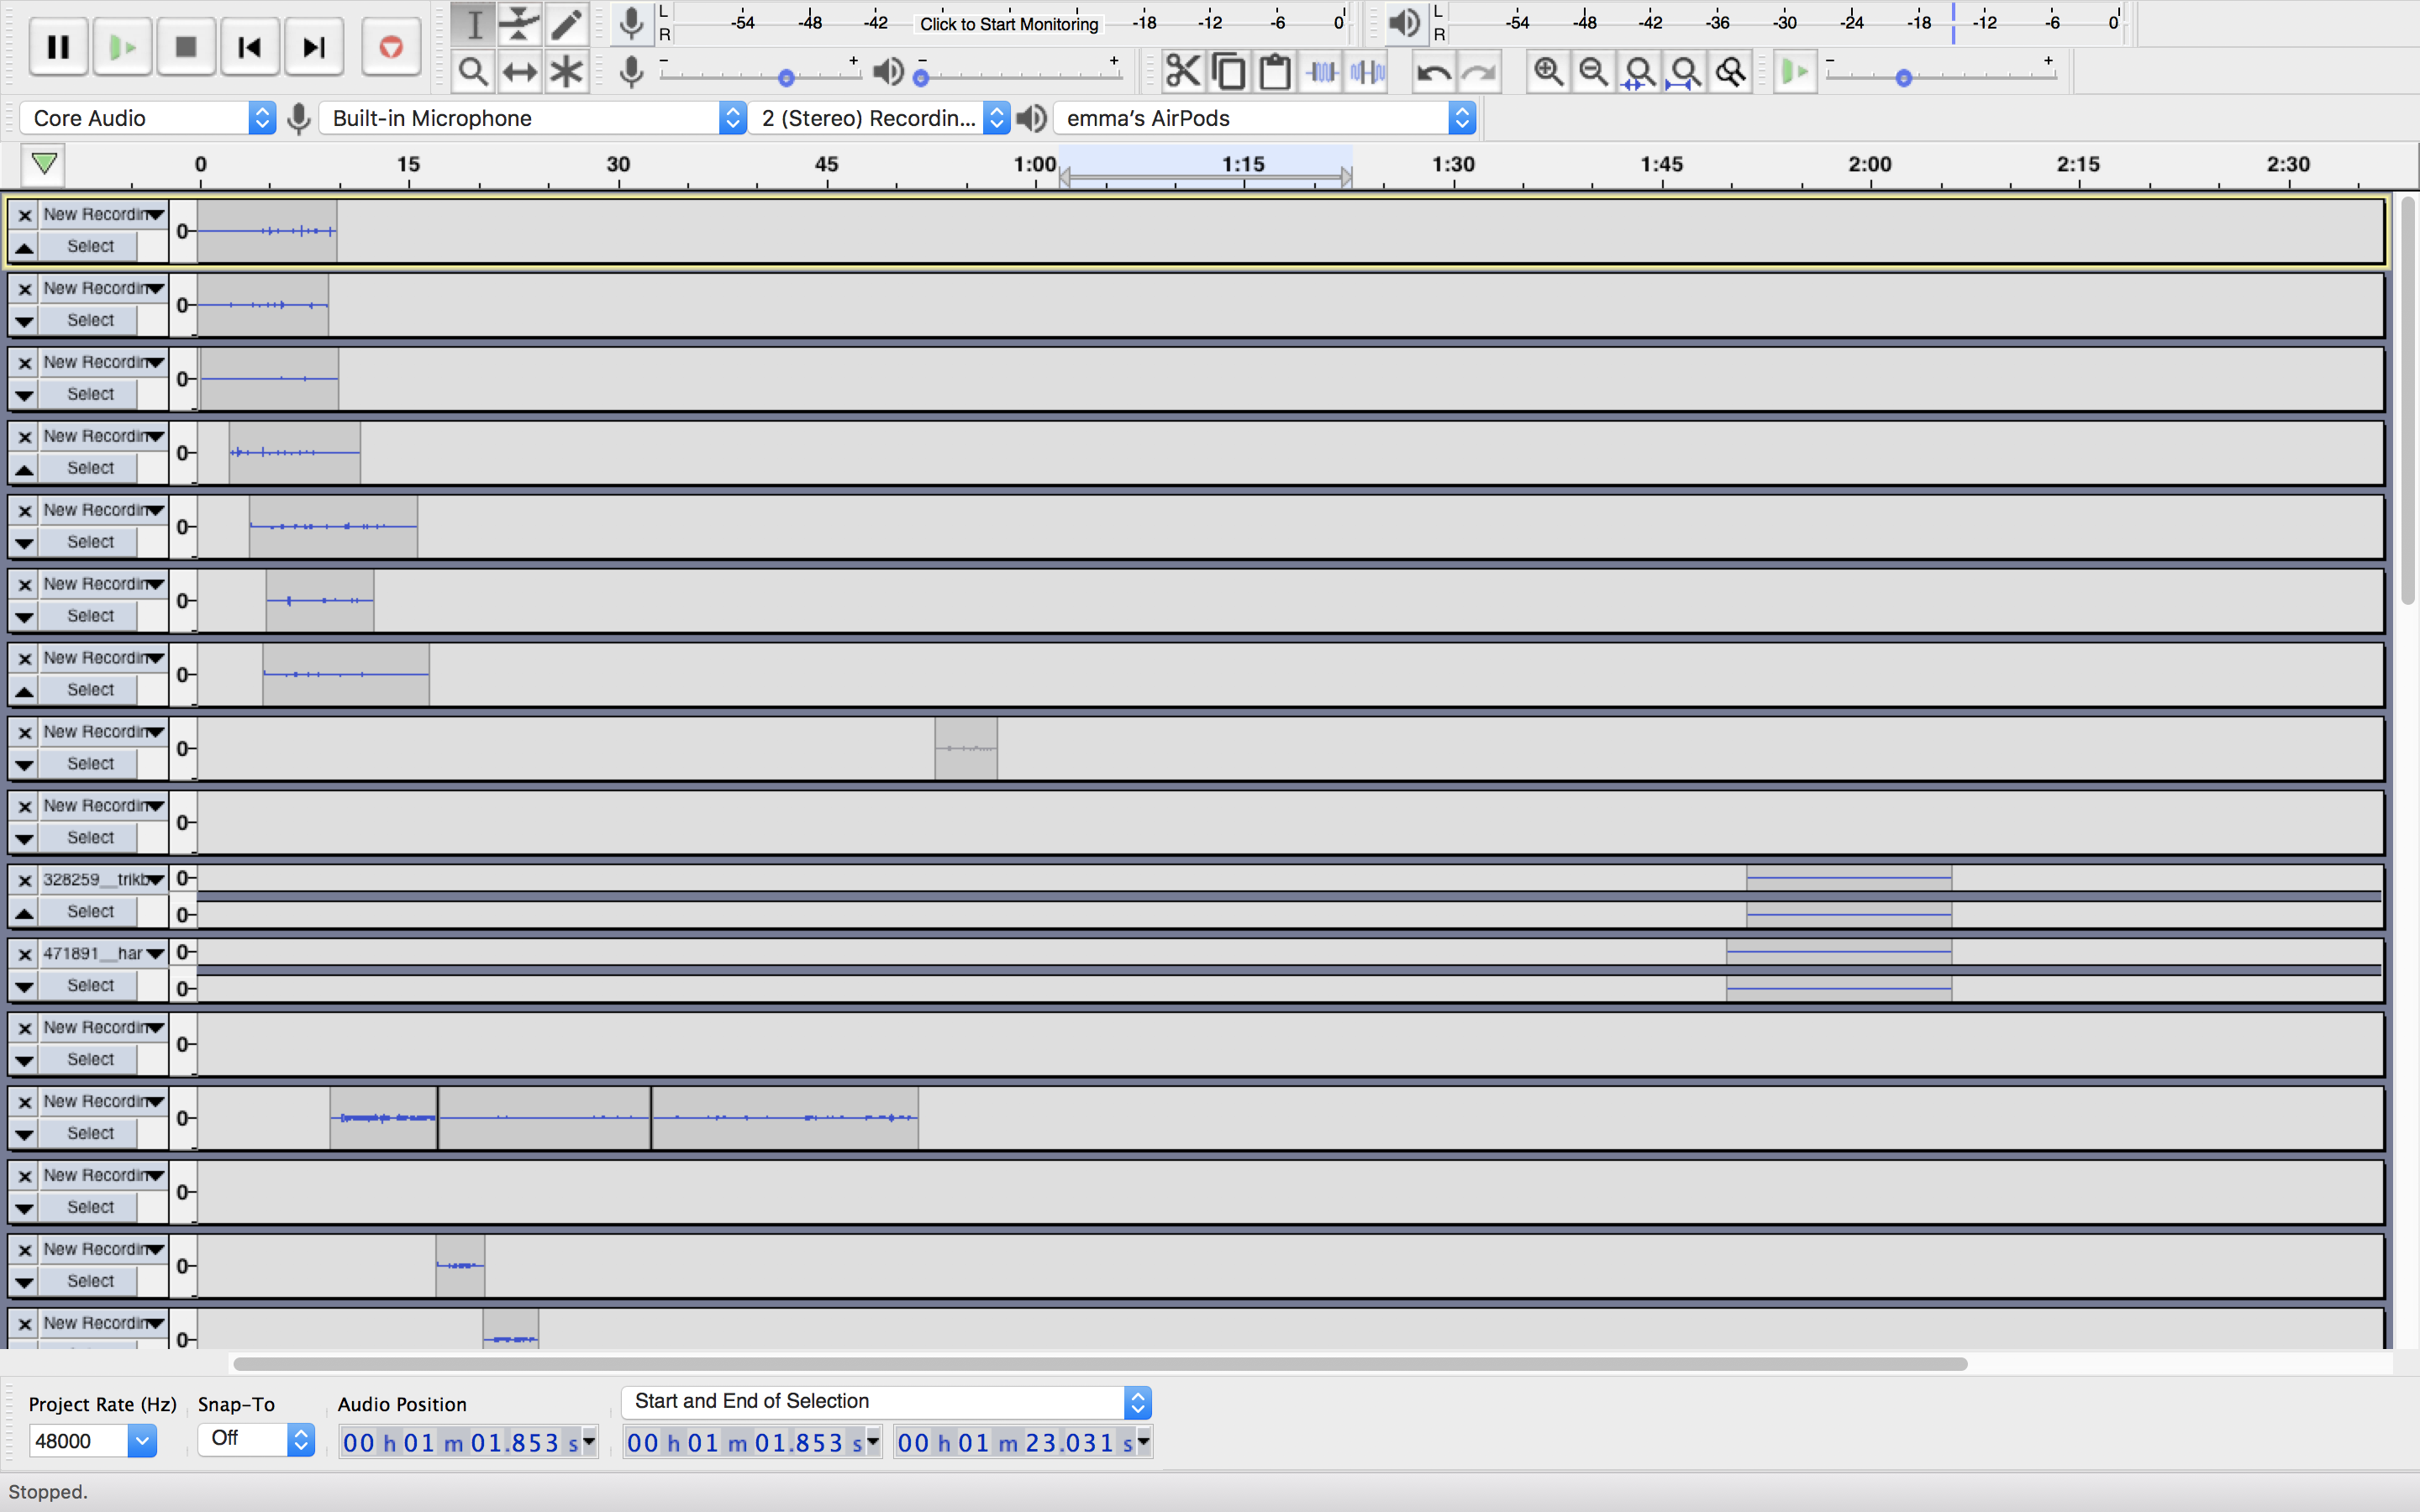 L R -54 -48 -42 Click to Start Monitoring -18 -12 -6 0 L R -54 -48 -42 -36 -30 -24 -18 -12 -6 0
- + - + - +
Core Audio Built-in Microphone 2 (Stereo) Recordin... emma's AirPods
0 15 30 45 1:00 1:15 1:30 1:45 2:00 2:15 2:30
New Recordin 0
Select
New Recordin 0
Select
New Recordin 0
Select
New Recordin 0
Select
New Recordin 0
Select
New Recordin 0
Select
New Recordin 0
Select
New Recordin 0
Select
New Recordin 0
Select
328259__trikb 0
Select 0
471891__har 0
Select 0
New Recordin 0
Select
New Recordin 0
Select
New Recordin 0
Select
New Recordin 0
Select
New Recordin 0
Project Rate (Hz) Snap-To Audio Position Start and End of Selection
48000 Off 00 h 01 m 01.853 s 00 h 01 m 01.853 s 00 h 01 m 23.031 s
Stopped.